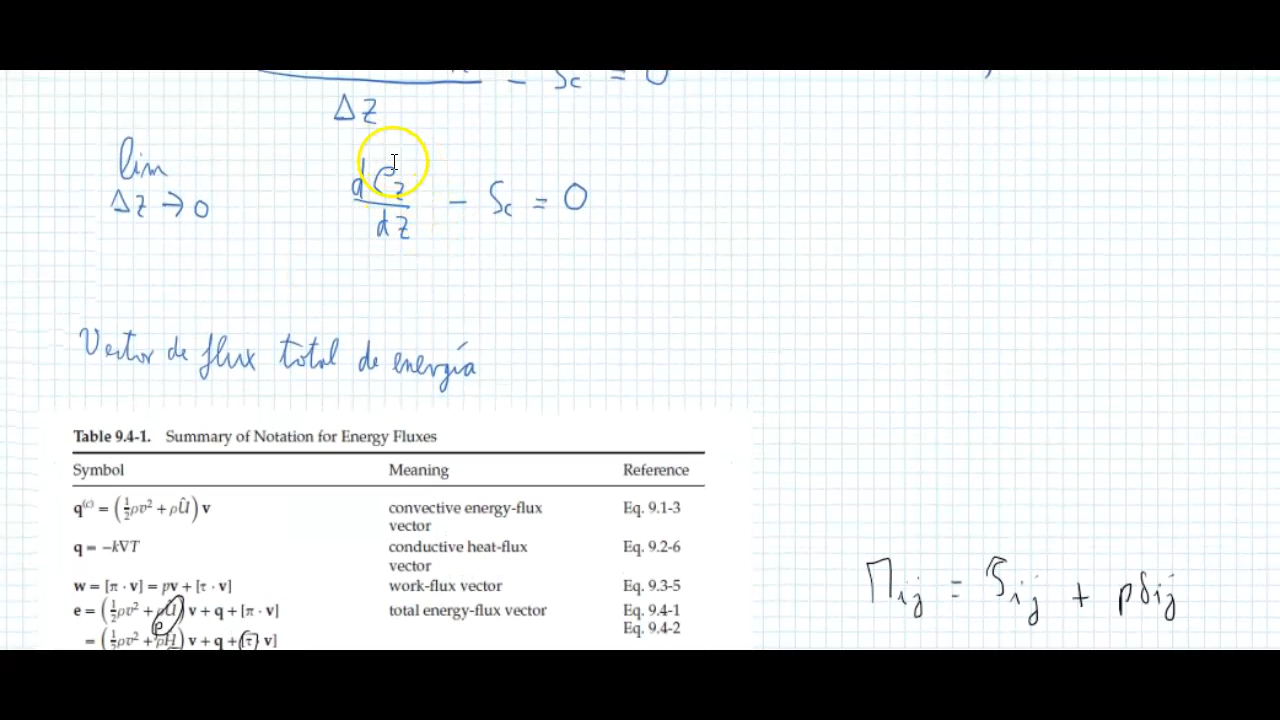 Δz - Sc = 0
lim Δz → 0
dez/dz - Sc = 0
Vector de flux total de energía
Table 9.4-1. Summary of Notation for Energy Fluxes
Symbol Meaning Reference
q⁽ᶜ⁾ = (½ρv² + ρÛ)v convective energy-flux vector Eq. 9.1-3
q = -k∇T conductive heat-flux vector Eq. 9.2-6
w = [π · v] = pv + [τ · v] work-flux vector Eq. 9.3-5
e = (½ρv² + ρÛ)v + q + [π · v] total energy-flux vector Eq. 9.4-1
= (½ρv² + ρĤ)v + q + [τ · v] Eq. 9.4-2
Πij = τij + pδij